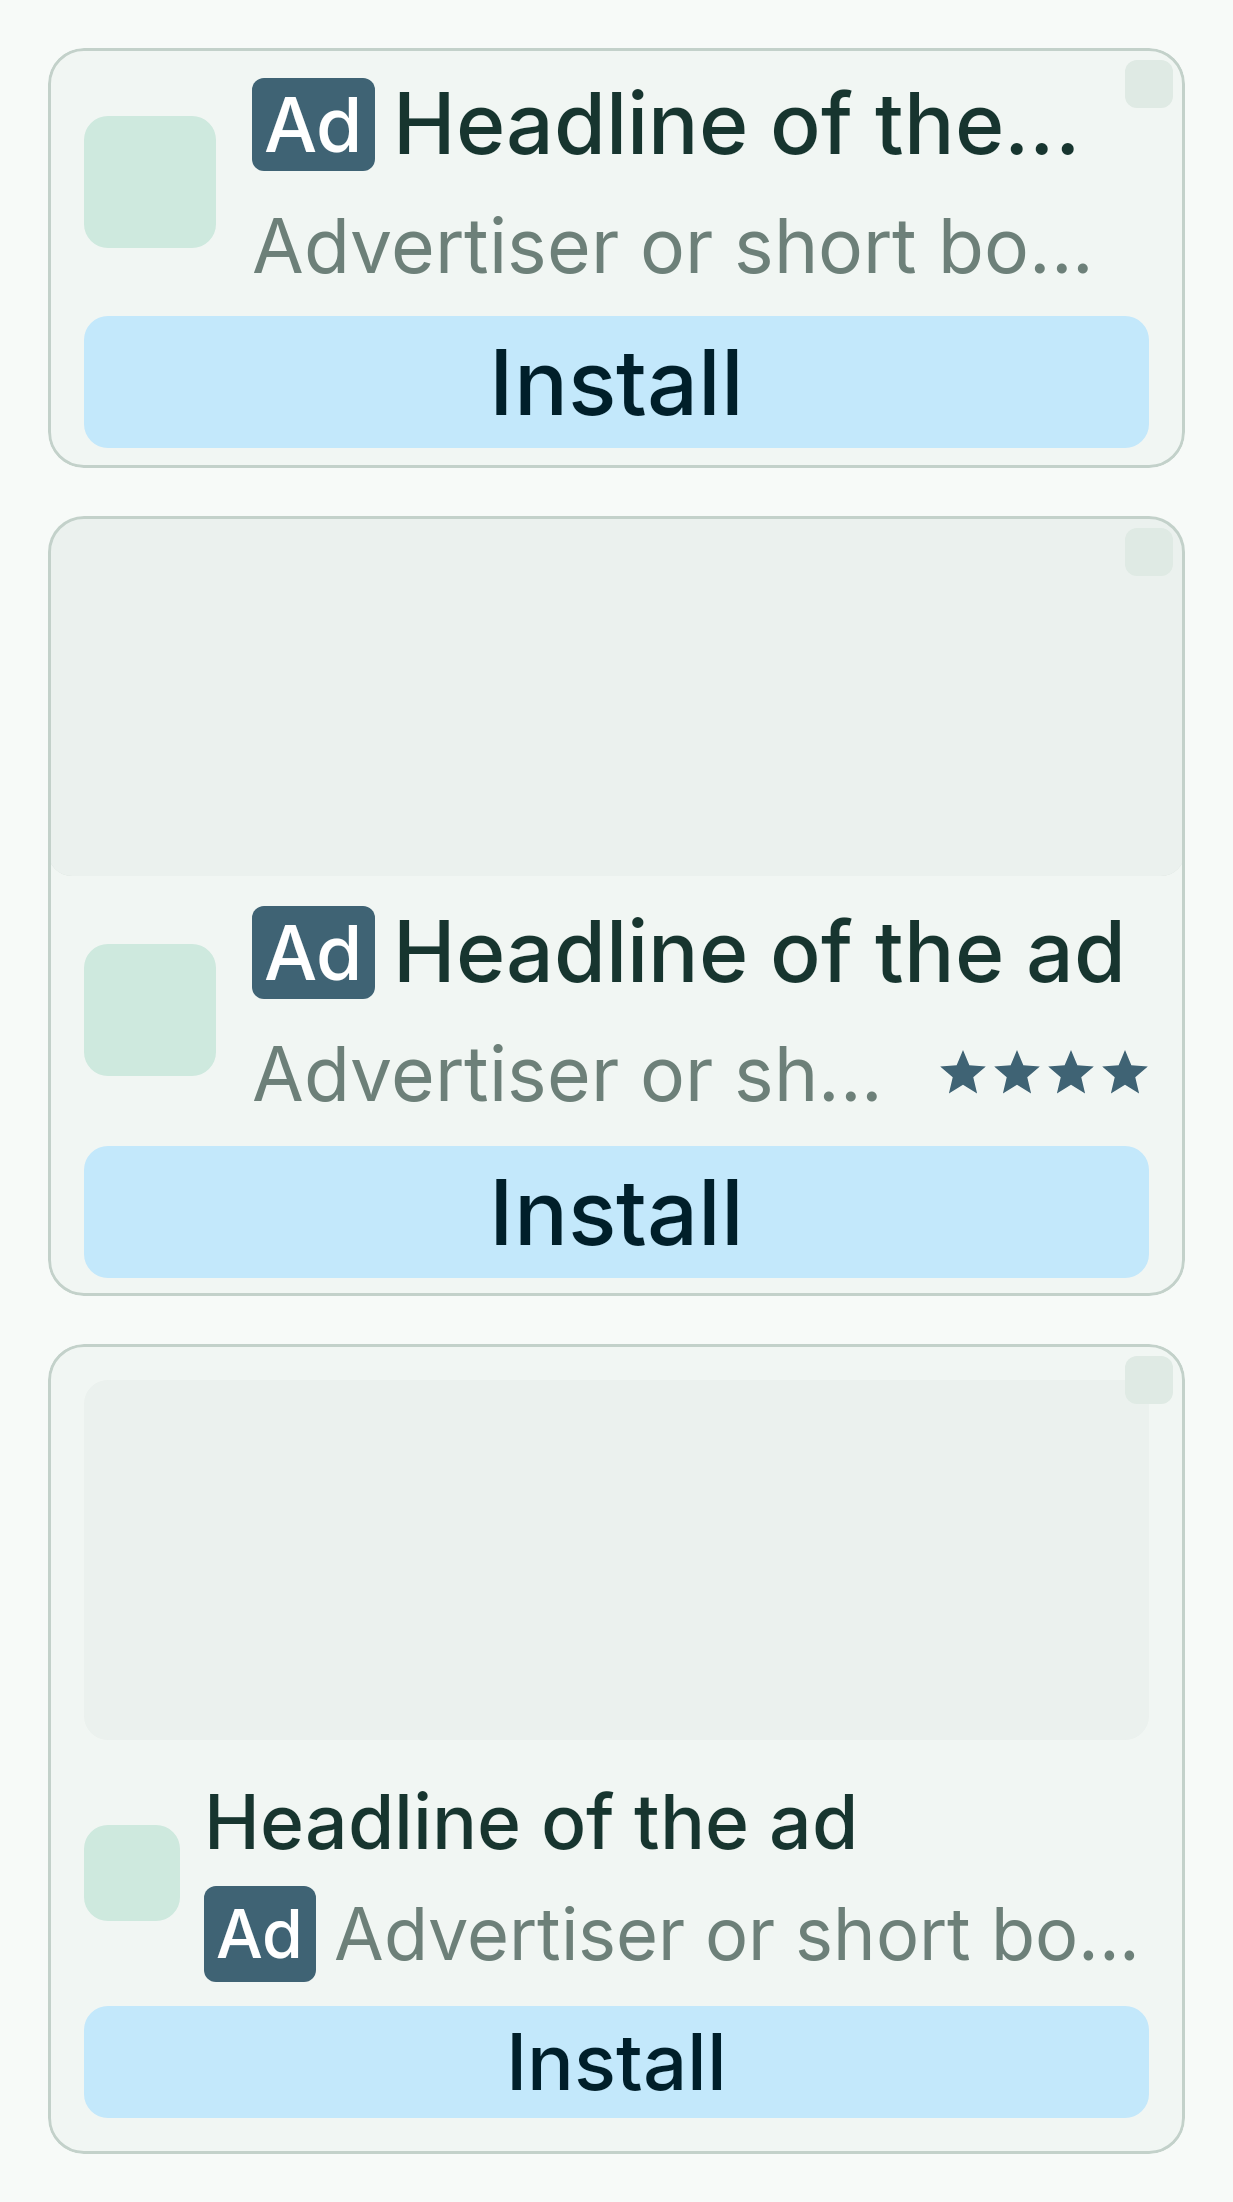 Ad Headline of the...
Advertiser or short bo...
Install
Ad Headline of the ad
Advertiser or sh...
Install
Headline of the ad
Ad Advertiser or short bo...
Install